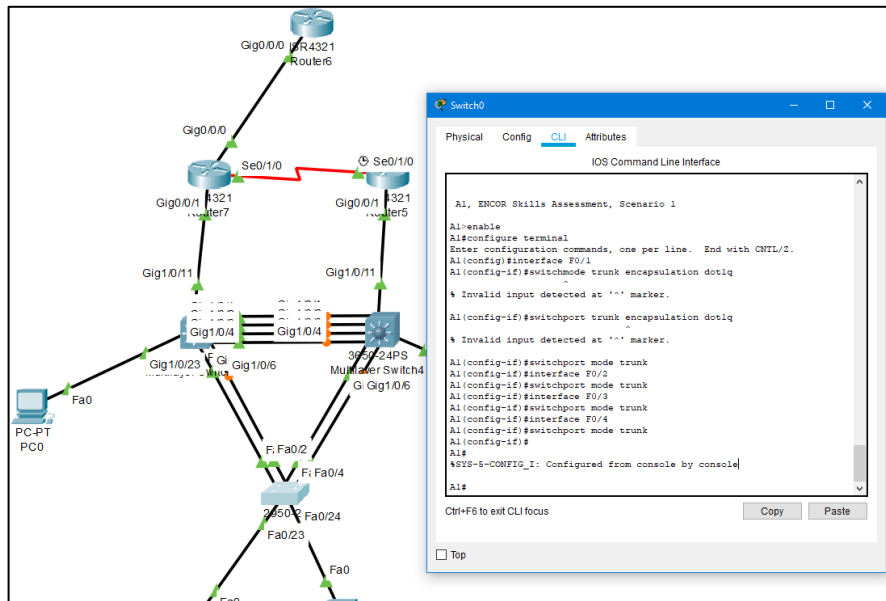 Gig0/0/0
ISR4321
Router6
Gig0/0/0
Se0/1/0
Se0/1/0
4321
Router7
4321
Router5
Gig0/0/1
Gig0/0/1
Gig1/0/11
Gig1/0/11
Gig1/0/4
Gig1/0/4
3650-24PS
Multilayer Switch4
Gig1/0/23
Gig1/0/6
Gig1/0/6
Fa0
PC-PT
PC0
Fa0/2
Fa0/4
Fa0/24
Fa0/23
Fa0
Switch0
Physical Config CLI Attributes
IOS Command Line Interface
A1, ENCOR Skills Assessment, Scenario 1
A1>enable
A1#configure terminal
Enter configuration commands, one per line.  End with CNTL/Z.
A1(config)#interface F0/1
A1(config-if)#switchmode trunk encapsulation dot1q
^
% Invalid input detected at '^' marker.
A1(config-if)#switchport trunk encapsulation dot1q
^
% Invalid input detected at '^' marker.
A1(config-if)#switchport mode trunk
A1(config-if)#interface F0/2
A1(config-if)#switchport mode trunk
A1(config-if)#interface F0/3
A1(config-if)#switchport mode trunk
A1(config-if)#interface F0/4
A1(config-if)#switchport mode trunk
A1(config-if)#
A1#
%SYS-5-CONFIG_I: Configured from console by console
A1#
Ctrl+F6 to exit CLI focus
Copy
Paste
Top